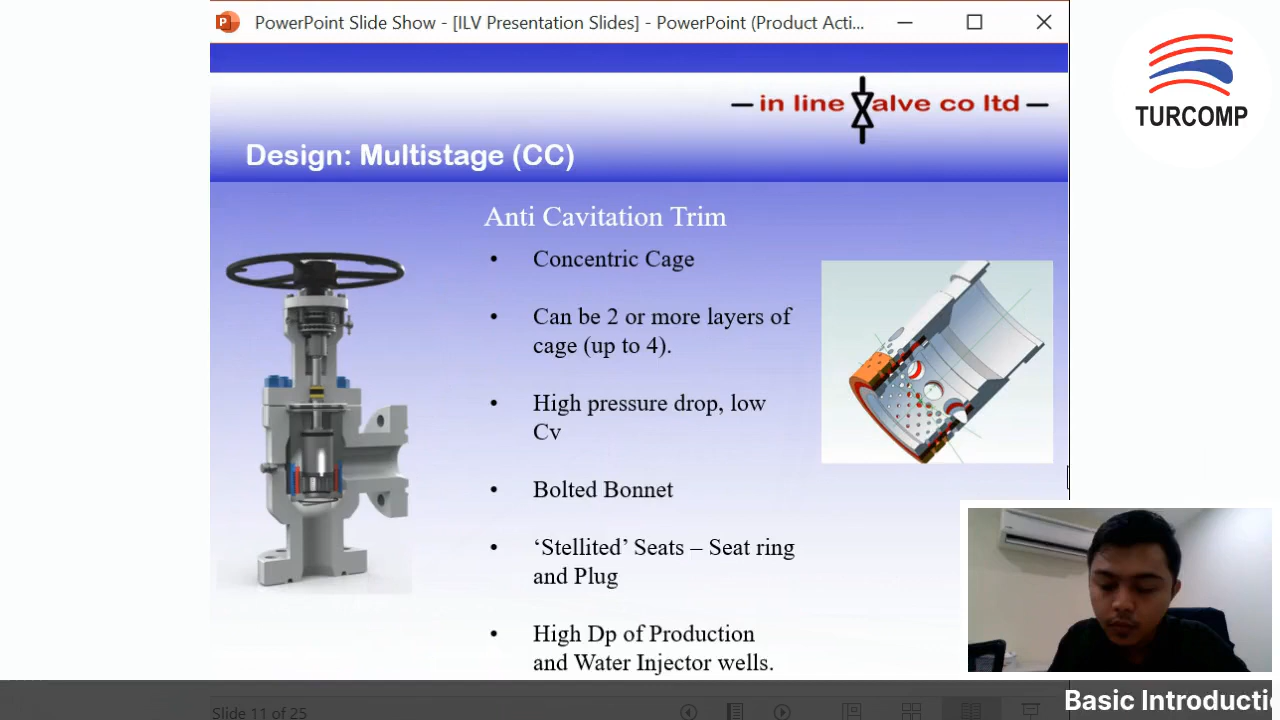 PowerPoint Slide Show - [ILV Presentation Slides] - PowerPoint (Product Acti...
in line valve co ltd
TURCOMP
Design: Multistage (CC)
Anti Cavitation Trim
• Concentric Cage
• Can be 2 or more layers of
cage (up to 4).
• High pressure drop, low
Cv
• Bolted Bonnet
• ‘Stellited’ Seats – Seat ring
and Plug
• High Dp of Production
and Water Injector wells.
Basic Introducti
Slide 11 of 25